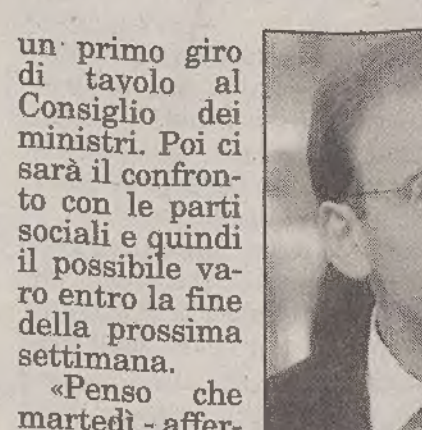 un primo giro
di tavolo al
Consiglio dei
ministri. Poi ci
sarà il confron-
to con le parti
sociali e quindi
il possibile va-
ro entro la fine
della prossima
settimana.
«Penso che
martedì - affer-